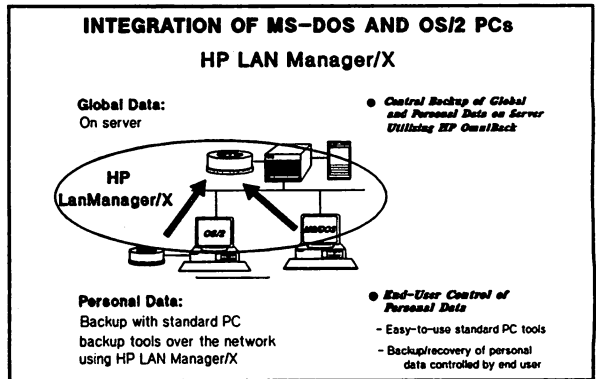 INTEGRATION OF MS-DOS AND OS/2 PCs
HP LAN Manager/X
Global Data:
On server
● Central Backup of Global
and Personal Data on Server
Utilizing HP OmniBack
HP
LanManager/X
OS/2
MS/DOS
Personal Data:
Backup with standard PC
backup tools over the network
using HP LAN Manager/X
● End-User Control of
Personal Data
- Easy-to-use standard PC tools
- Backup/recovery of personal
data controlled by end user